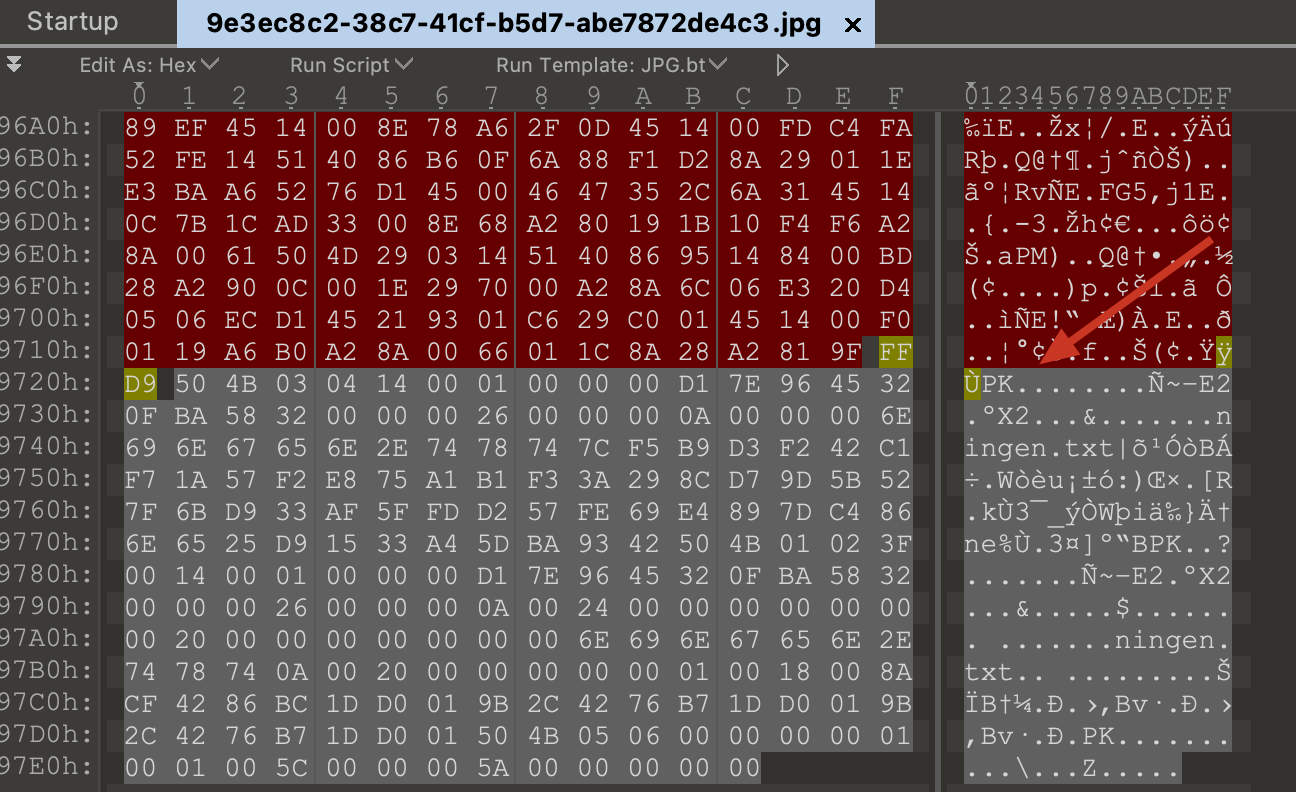 Startup
9e3ec8c2-38c7-41cf-b5d7-abe7872de4c3.jpg ×
Edit As: Hex Run Script Run Template: JPG.bt
0 1 2 3 4 5 6 7 8 9 A B C D E F 0123456789ABCDEF
96A0h: 89 EF 45 14 00 8E 78 A6 2F 0D 45 14 00 FD C4 FA ‰ïE..Žx¦/.E..ýÄú
96B0h: 52 FE 14 51 40 86 B6 0F 6A 88 F1 D2 8A 29 01 1E Rþ.Q@†¶.jˆñÒŠ)..
96C0h: E3 BA A6 52 76 D1 45 00 46 47 35 2C 6A 31 45 14 ãº¦RvÑE.FG5,j1E.
96D0h: 0C 7B 1C AD 33 00 8E 68 A2 80 19 1B 10 F4 F6 A2 .{.-3.Žh¢€...ôö¢
96E0h: 8A 00 61 50 4D 29 03 14 51 40 86 95 14 84 00 BD Š.aPM)..Q@†•.„.½
96F0h: 28 A2 90 0C 00 1E 29 70 00 A2 8A 6C 06 E3 20 D4 (¢....)p.¢Šl.ã Ô
9700h: 05 06 EC D1 45 21 93 01 C6 29 C0 01 45 14 00 F0 ..ìÑE!“.Æ)À.E..ð
9710h: 01 19 A6 B0 A2 8A 00 66 01 1C 8A 28 A2 81 9F FF ..¦°¢Š.f..Š(¢.Ÿÿ
9720h: D9 50 4B 03 04 14 00 01 00 00 00 D1 7E 96 45 32 ÙPK........Ñ~–E2
9730h: 0F BA 58 32 00 00 00 26 00 00 00 0A 00 00 00 6E .ºX2...&.......n
9740h: 69 6E 67 65 6E 2E 74 78 74 7C F5 B9 D3 F2 42 C1 ingen.txt|õ¹ÓòBÁ
9750h: F7 1A 57 F2 E8 75 A1 B1 F3 3A 29 8C D7 9D 5B 52 ÷.Wòèu¡±ó:)Œ×.[R
9760h: 7F 6B D9 33 AF 5F FD D2 57 FE 69 E4 89 7D C4 86 .kÙ3¯_ýÒWþiä‰}Ä†
9770h: 6E 65 25 D9 15 33 A4 5D BA 93 42 50 4B 01 02 3F ne%Ù.3¤]º“BPK..?
9780h: 00 14 00 01 00 00 00 D1 7E 96 45 32 0F BA 58 32 .......Ñ~–E2.ºX2
9790h: 00 00 00 26 00 00 00 0A 00 24 00 00 00 00 00 00 ...&.....$......
97A0h: 00 20 00 00 00 00 00 00 00 6E 69 6E 67 65 6E 2E . .......ningen.
97B0h: 74 78 74 0A 00 20 00 00 00 00 00 01 00 18 00 8A txt.. .........Š
97C0h: CF 42 86 BC 1D D0 01 9B 2C 42 76 B7 1D D0 01 9B ÏB†¼.Ð.›,Bv·.Ð.›
97D0h: 2C 42 76 B7 1D D0 01 50 4B 05 06 00 00 00 00 01 ,Bv·.Ð.PK.......
97E0h: 00 01 00 5C 00 00 00 5A 00 00 00 00 00 ...\...Z.....